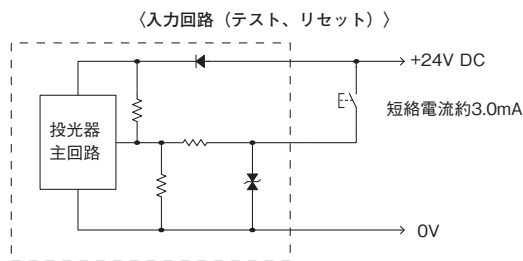 〈入力回路（テスト、リセット）〉
+24V DC
短絡電流約3.0mA
投光器
主回路
0V